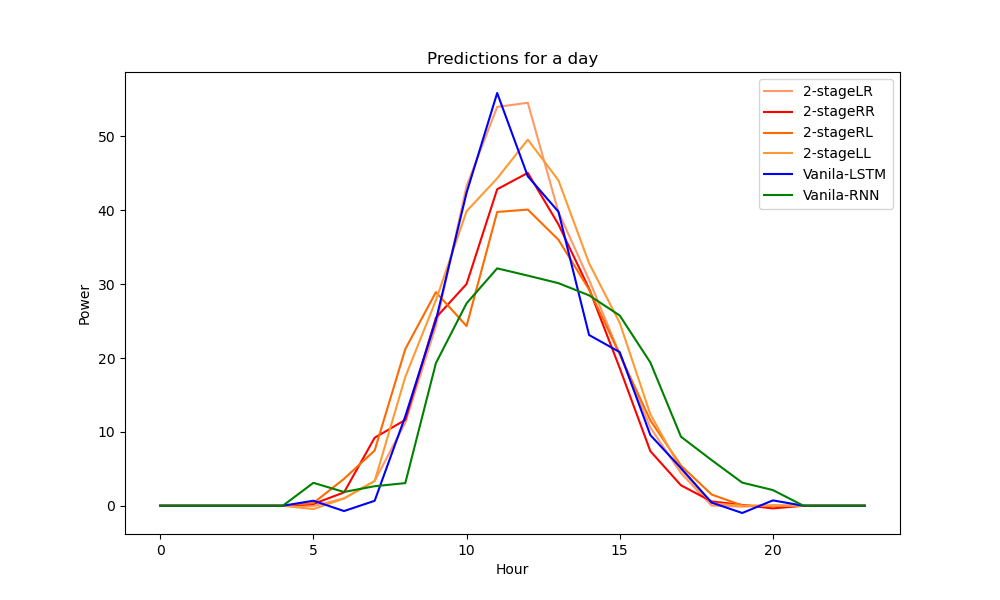 Predictions for a day
2-stageLR
2-stageRR
2-stageRL
2-stageLL
Vanila-LSTM
Vanila-RNN
Power
50
40
30
20
10
0
0 5 10 15 20
Hour